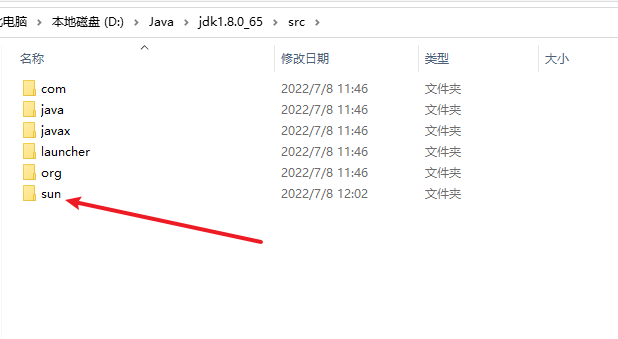 电脑 > 本地磁盘 (D:) > Java > jdk1.8.0_65 > src >
名称 修改日期 类型 大小
com 2022/7/8 11:46 文件夹
java 2022/7/8 11:46 文件夹
javax 2022/7/8 11:46 文件夹
launcher 2022/7/8 11:46 文件夹
org 2022/7/8 11:46 文件夹
sun 2022/7/8 12:02 文件夹